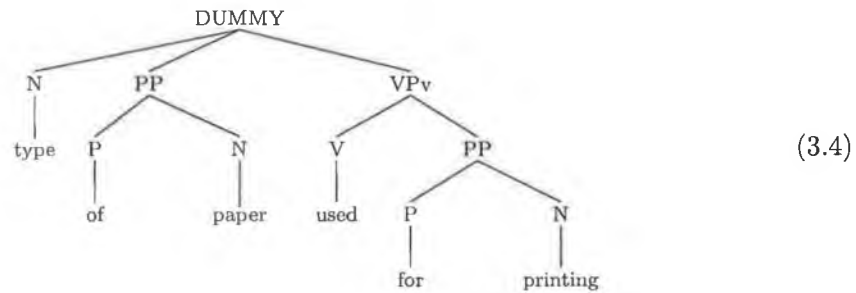 DUMMY
N PP VPv
type P N V PP (3.4)
of paper used P N
for printing